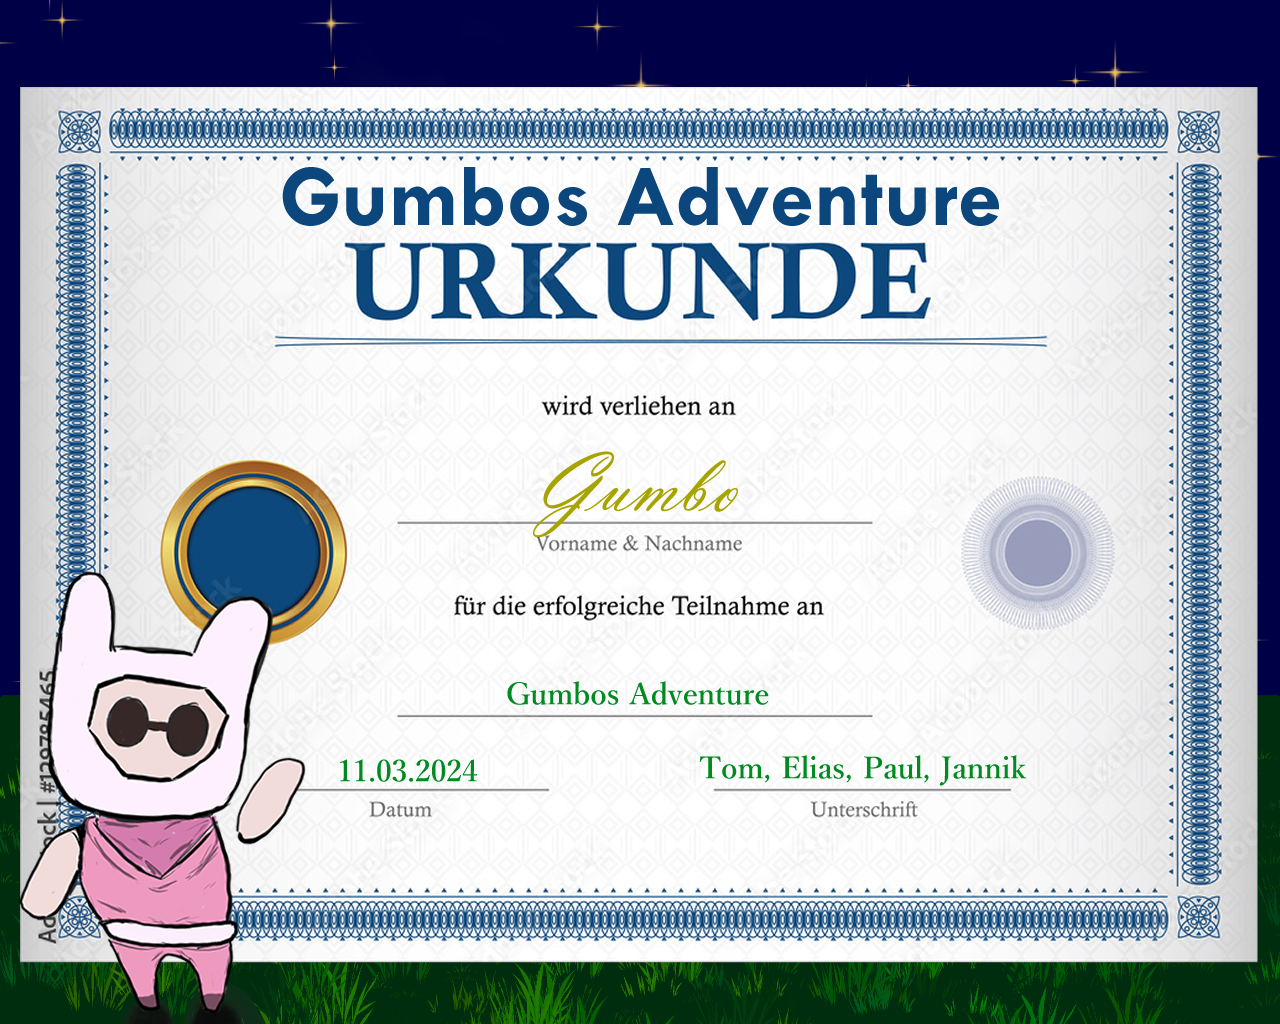 Gumbos Adventure
URKUNDE
wird verliehen an
Gumbo
Vorname & Nachname
für die erfolgreiche Teilnahme an
Gumbos Adventure
11.03.2024
Tom, Elias, Paul, Jannik
Datum
Unterschrift